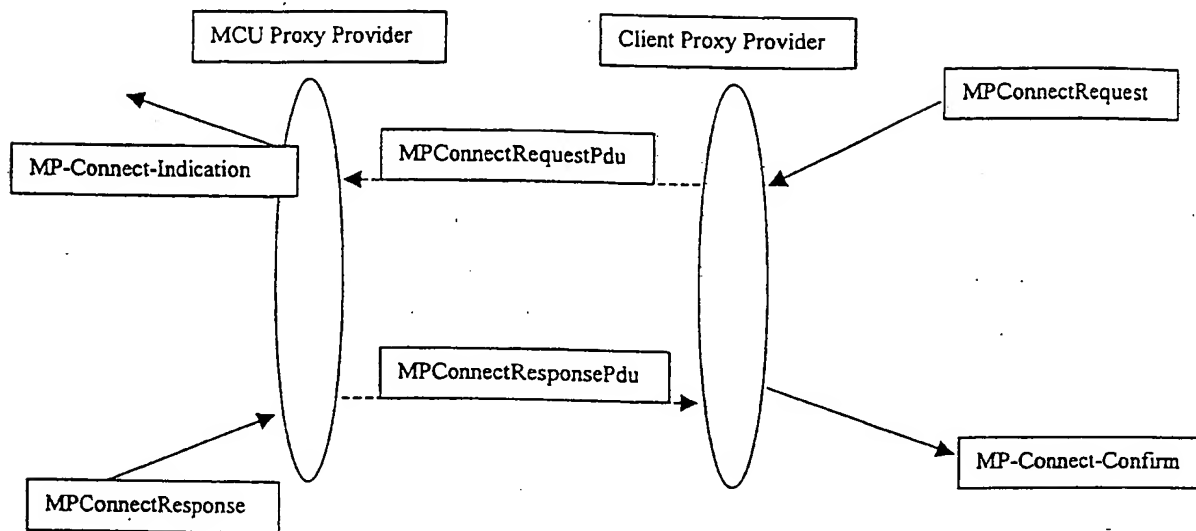 MCU Proxy Provider
Client Proxy Provider
MPConnectRequest
MPConnectRequestPdu
MP-Connect-Indication
MPConnectResponsePdu
MP-Connect-Confirm
MPConnectResponse